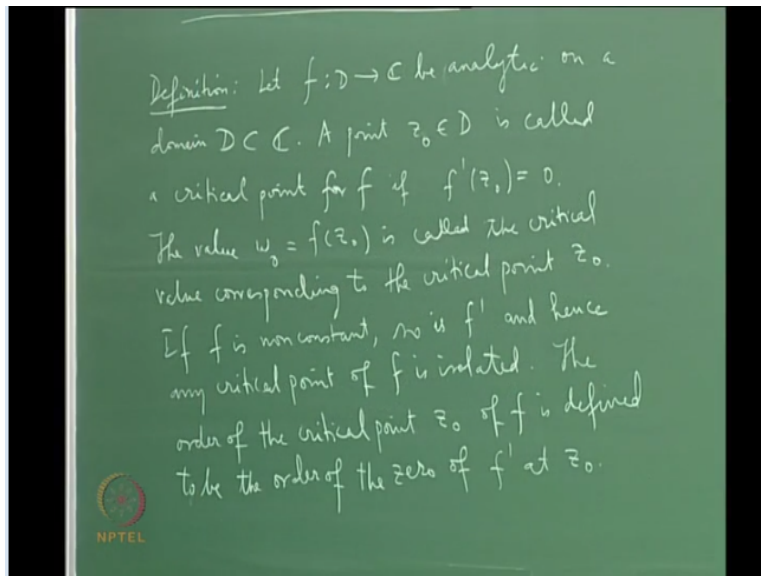 Definition: Let f : D → ℂ be analytic on a
domain D ⊂ ℂ. A point z₀ ∈ D is called
a critical point for f if f'(z₀) = 0.
The value w₀ = f(z₀) is called the critical
value corresponding to the critical point z₀.
If f is nonconstant, so is f' and hence
any critical point of f is isolated. The
order of the critical point z₀ of f is defined
to be the order of the zero of f' at z₀.
NPTEL